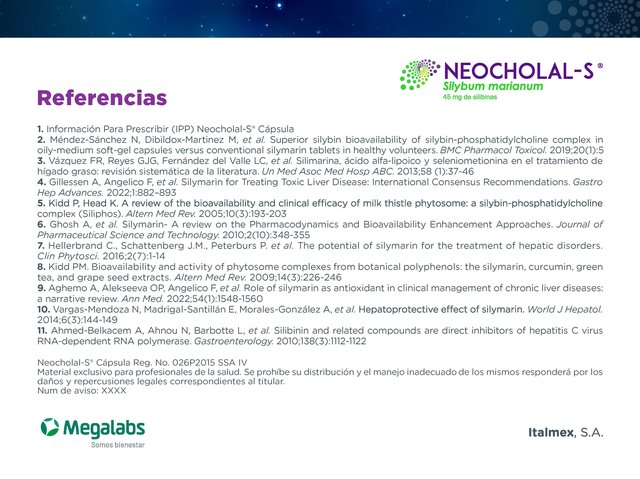 NEOCHOLAL-S®
Silybum marianum
45 mg de silibinas
Referencias
1. Información Para Prescribir (IPP) Neocholal-S® Cápsula
2. Méndez-Sánchez N, Dibildox-Martinez M, et al. Superior silybin bioavailability of silybin-phosphatidylcholine complex in
oily-medium soft-gel capsules versus conventional silymarin tablets in healthy volunteers. BMC Pharmacol Toxicol. 2019;20(1):5
3. Vázquez FR, Reyes GJG, Fernández del Valle LC, et al. Silimarina, ácido alfa-lipoico y seleniometionina en el tratamiento de
hígado graso: revisión sistemática de la literatura. Un Med Asoc Med Hosp ABC. 2013;58 (1):37-46
4. Gillessen A, Angelico F, et al. Silymarin for Treating Toxic Liver Disease: International Consensus Recommendations. Gastro
Hep Advances. 2022;1:882–893
5. Kidd P, Head K. A review of the bioavailability and clinical efficacy of milk thistle phytosome: a silybin-phosphatidylcholine
complex (Siliphos). Altern Med Rev. 2005;10(3):193-203
6. Ghosh A, et al. Silymarin- A review on the Pharmacodynamics and Bioavailability Enhancement Approaches. Journal of
Pharmaceutical Science and Technology. 2010;2(10):348-355
7. Hellerbrand C., Schattenberg J.M., Peterburs P. et al. The potential of silymarin for the treatment of hepatic disorders.
Clin Phytosci. 2016;2(7):1-14
8. Kidd PM. Bioavailability and activity of phytosome complexes from botanical polyphenols: the silymarin, curcumin, green
tea, and grape seed extracts. Altern Med Rev. 2009;14(3):226-246
9. Aghemo A, Alekseeva OP, Angelico F, et al. Role of silymarin as antioxidant in clinical management of chronic liver diseases:
a narrative review. Ann Med. 2022;54(1):1548-1560
10. Vargas-Mendoza N, Madrigal-Santillán E, Morales-González A, et al. Hepatoprotective effect of silymarin. World J Hepatol.
2014;6(3):144-149
11. Ahmed-Belkacem A, Ahnou N, Barbotte L, et al. Silibinin and related compounds are direct inhibitors of hepatitis C virus
RNA-dependent RNA polymerase. Gastroenterology. 2010;138(3):1112-1122
Neocholal-S® Cápsula Reg. No. 026P2015 SSA IV
Material exclusivo para profesionales de la salud. Se prohíbe su distribución y el manejo inadecuado de los mismos responderá por los
daños y repercusiones legales correspondientes al titular.
Num de aviso: XXXX
Megalabs
Somos bienestar
Italmex, S.A.